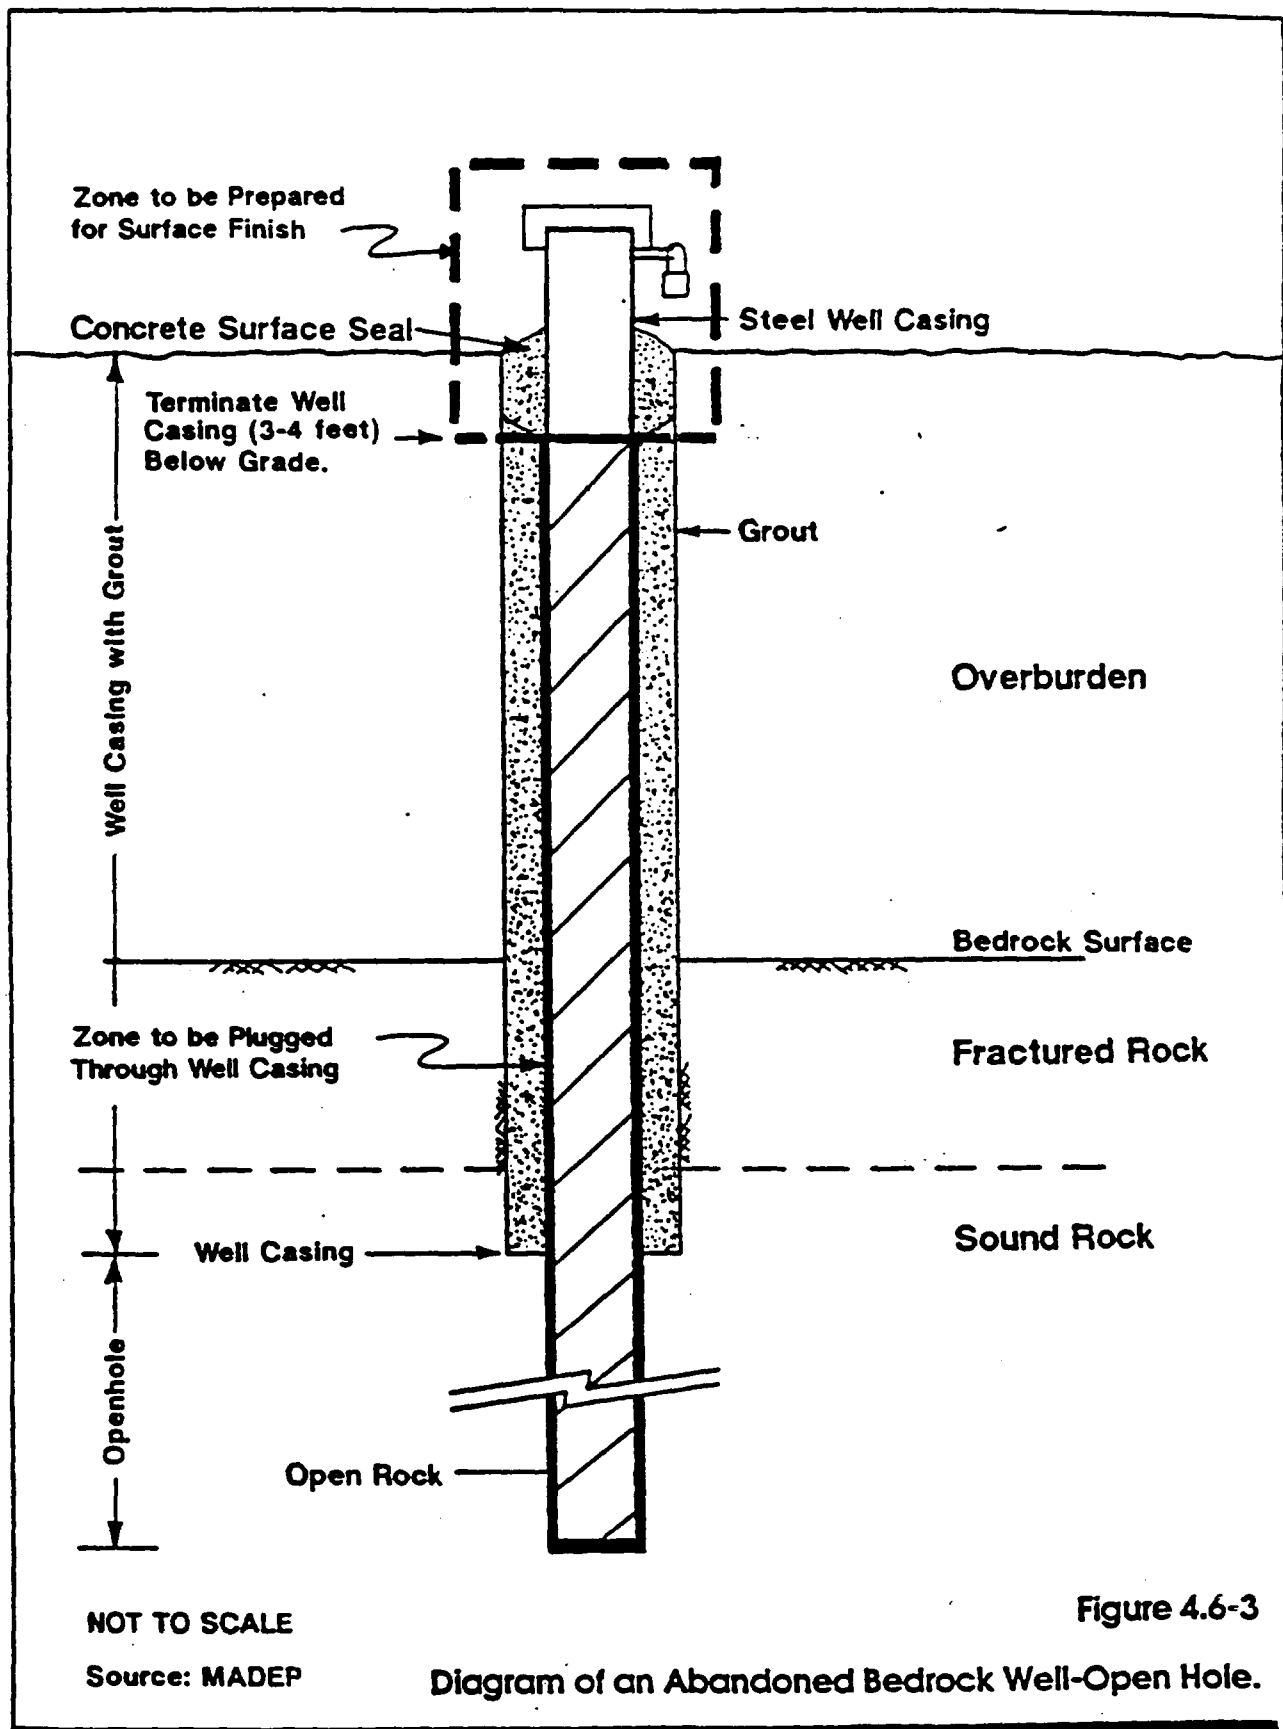 Zone to be Prepared
for Surface Finish
Concrete Surface Seal
Steel Well Casing
Terminate Well
Casing (3-4 feet)
Below Grade.
Well Casing with Grout
Grout
Overburden
Bedrock Surface
Zone to be Plugged
Through Well Casing
Fractured Rock
Well Casing
Sound Rock
Openhole
Open Rock
NOT TO SCALE
Source: MADEP
Figure 4.6-3
Diagram of an Abandoned Bedrock Well-Open Hole.